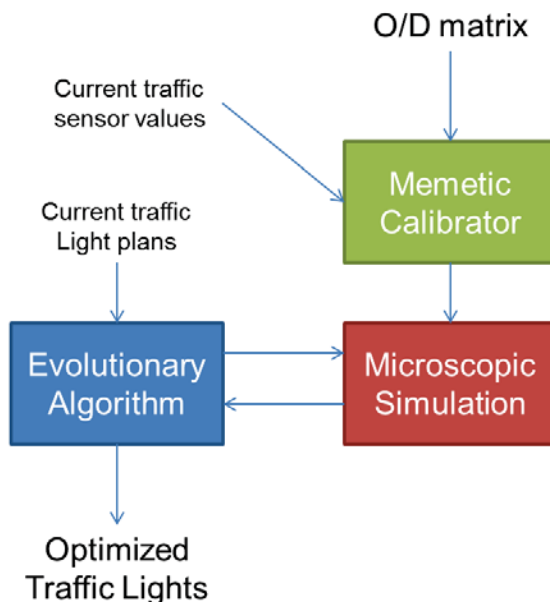 O/D matrix
Current traffic
sensor values
Memetic
Calibrator
Current traffic
Light plans
Evolutionary
Algorithm
Microscopic
Simulation
Optimized
Traffic Lights